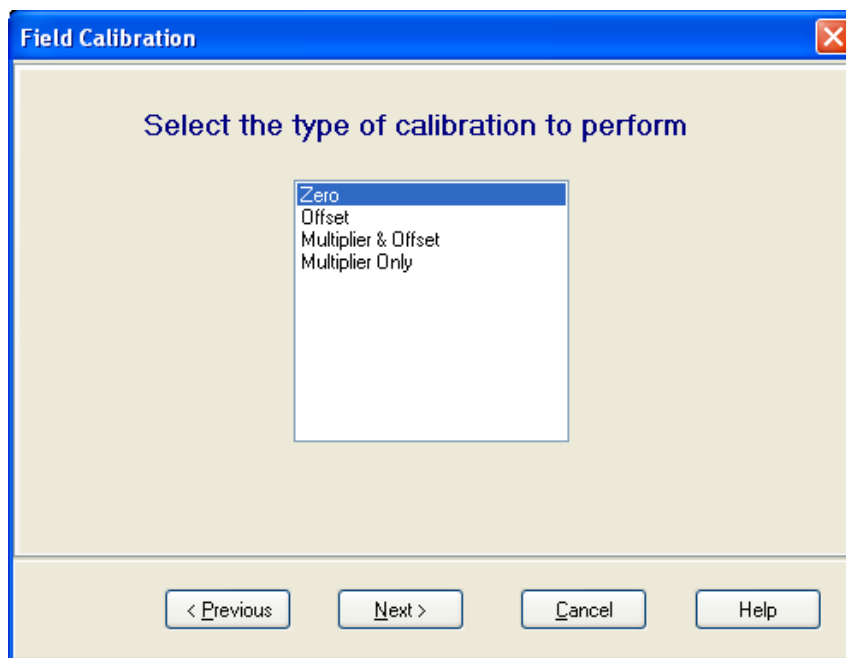 Field Calibration
Select the type of calibration to perform
Zero
Offset
Multiplier & Offset
Multiplier Only
< Previous Next > Cancel Help